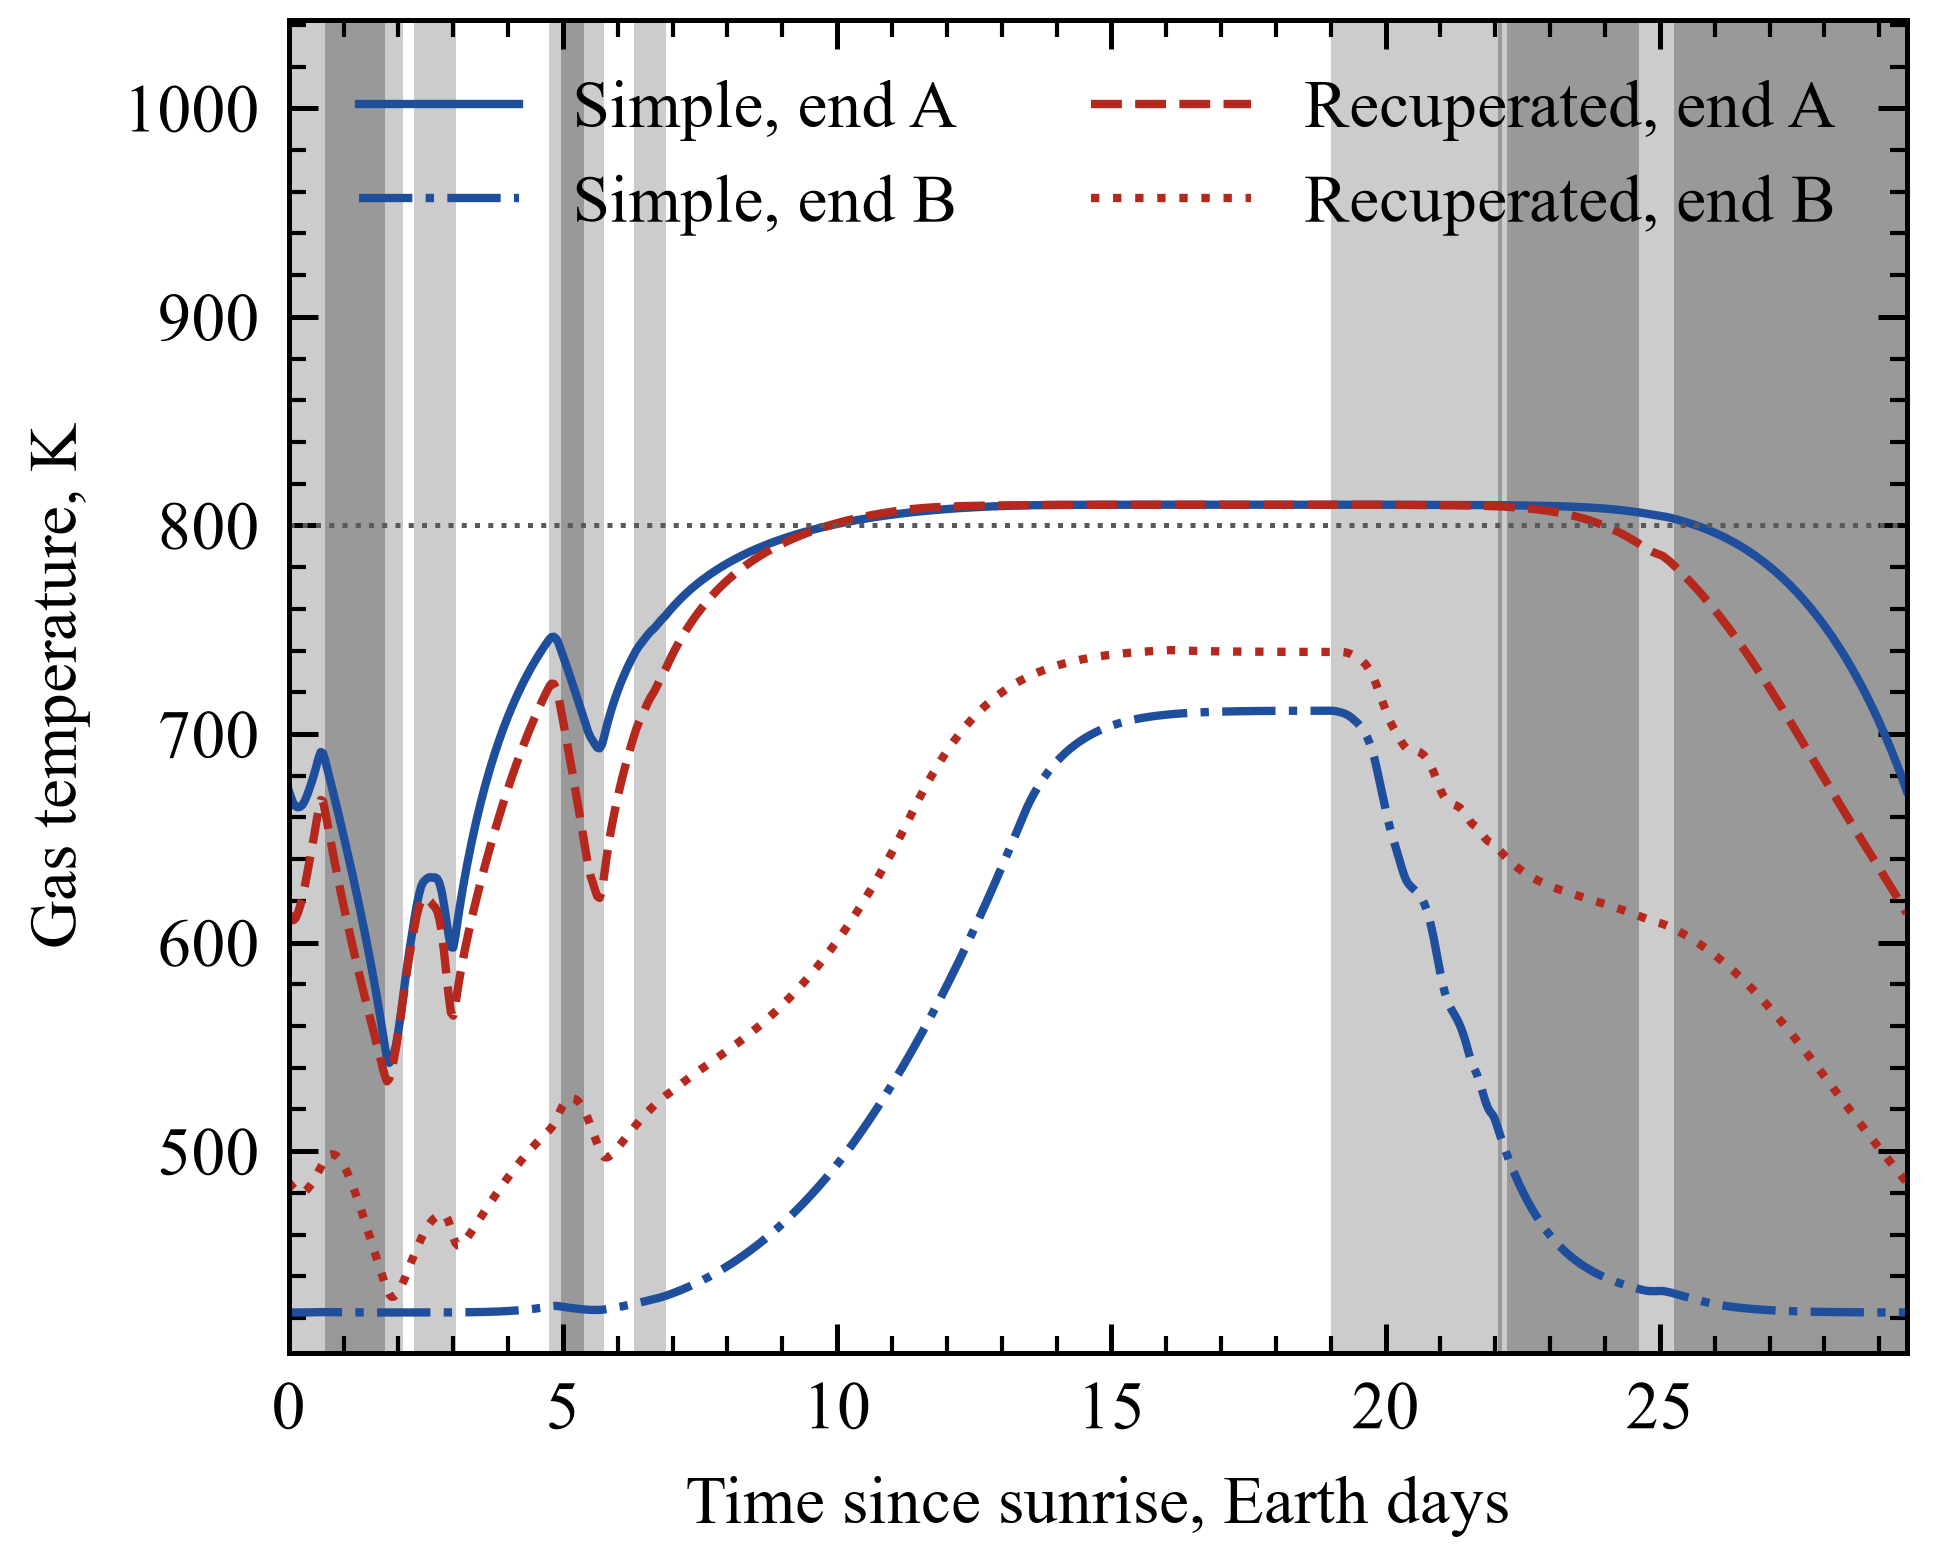 Simple, end A
Recuperated, end A
Simple, end B
Recuperated, end B
1000
900
800
700
600
500
Gas temperature, K
0 5 10 15 20 25
Time since sunrise, Earth days